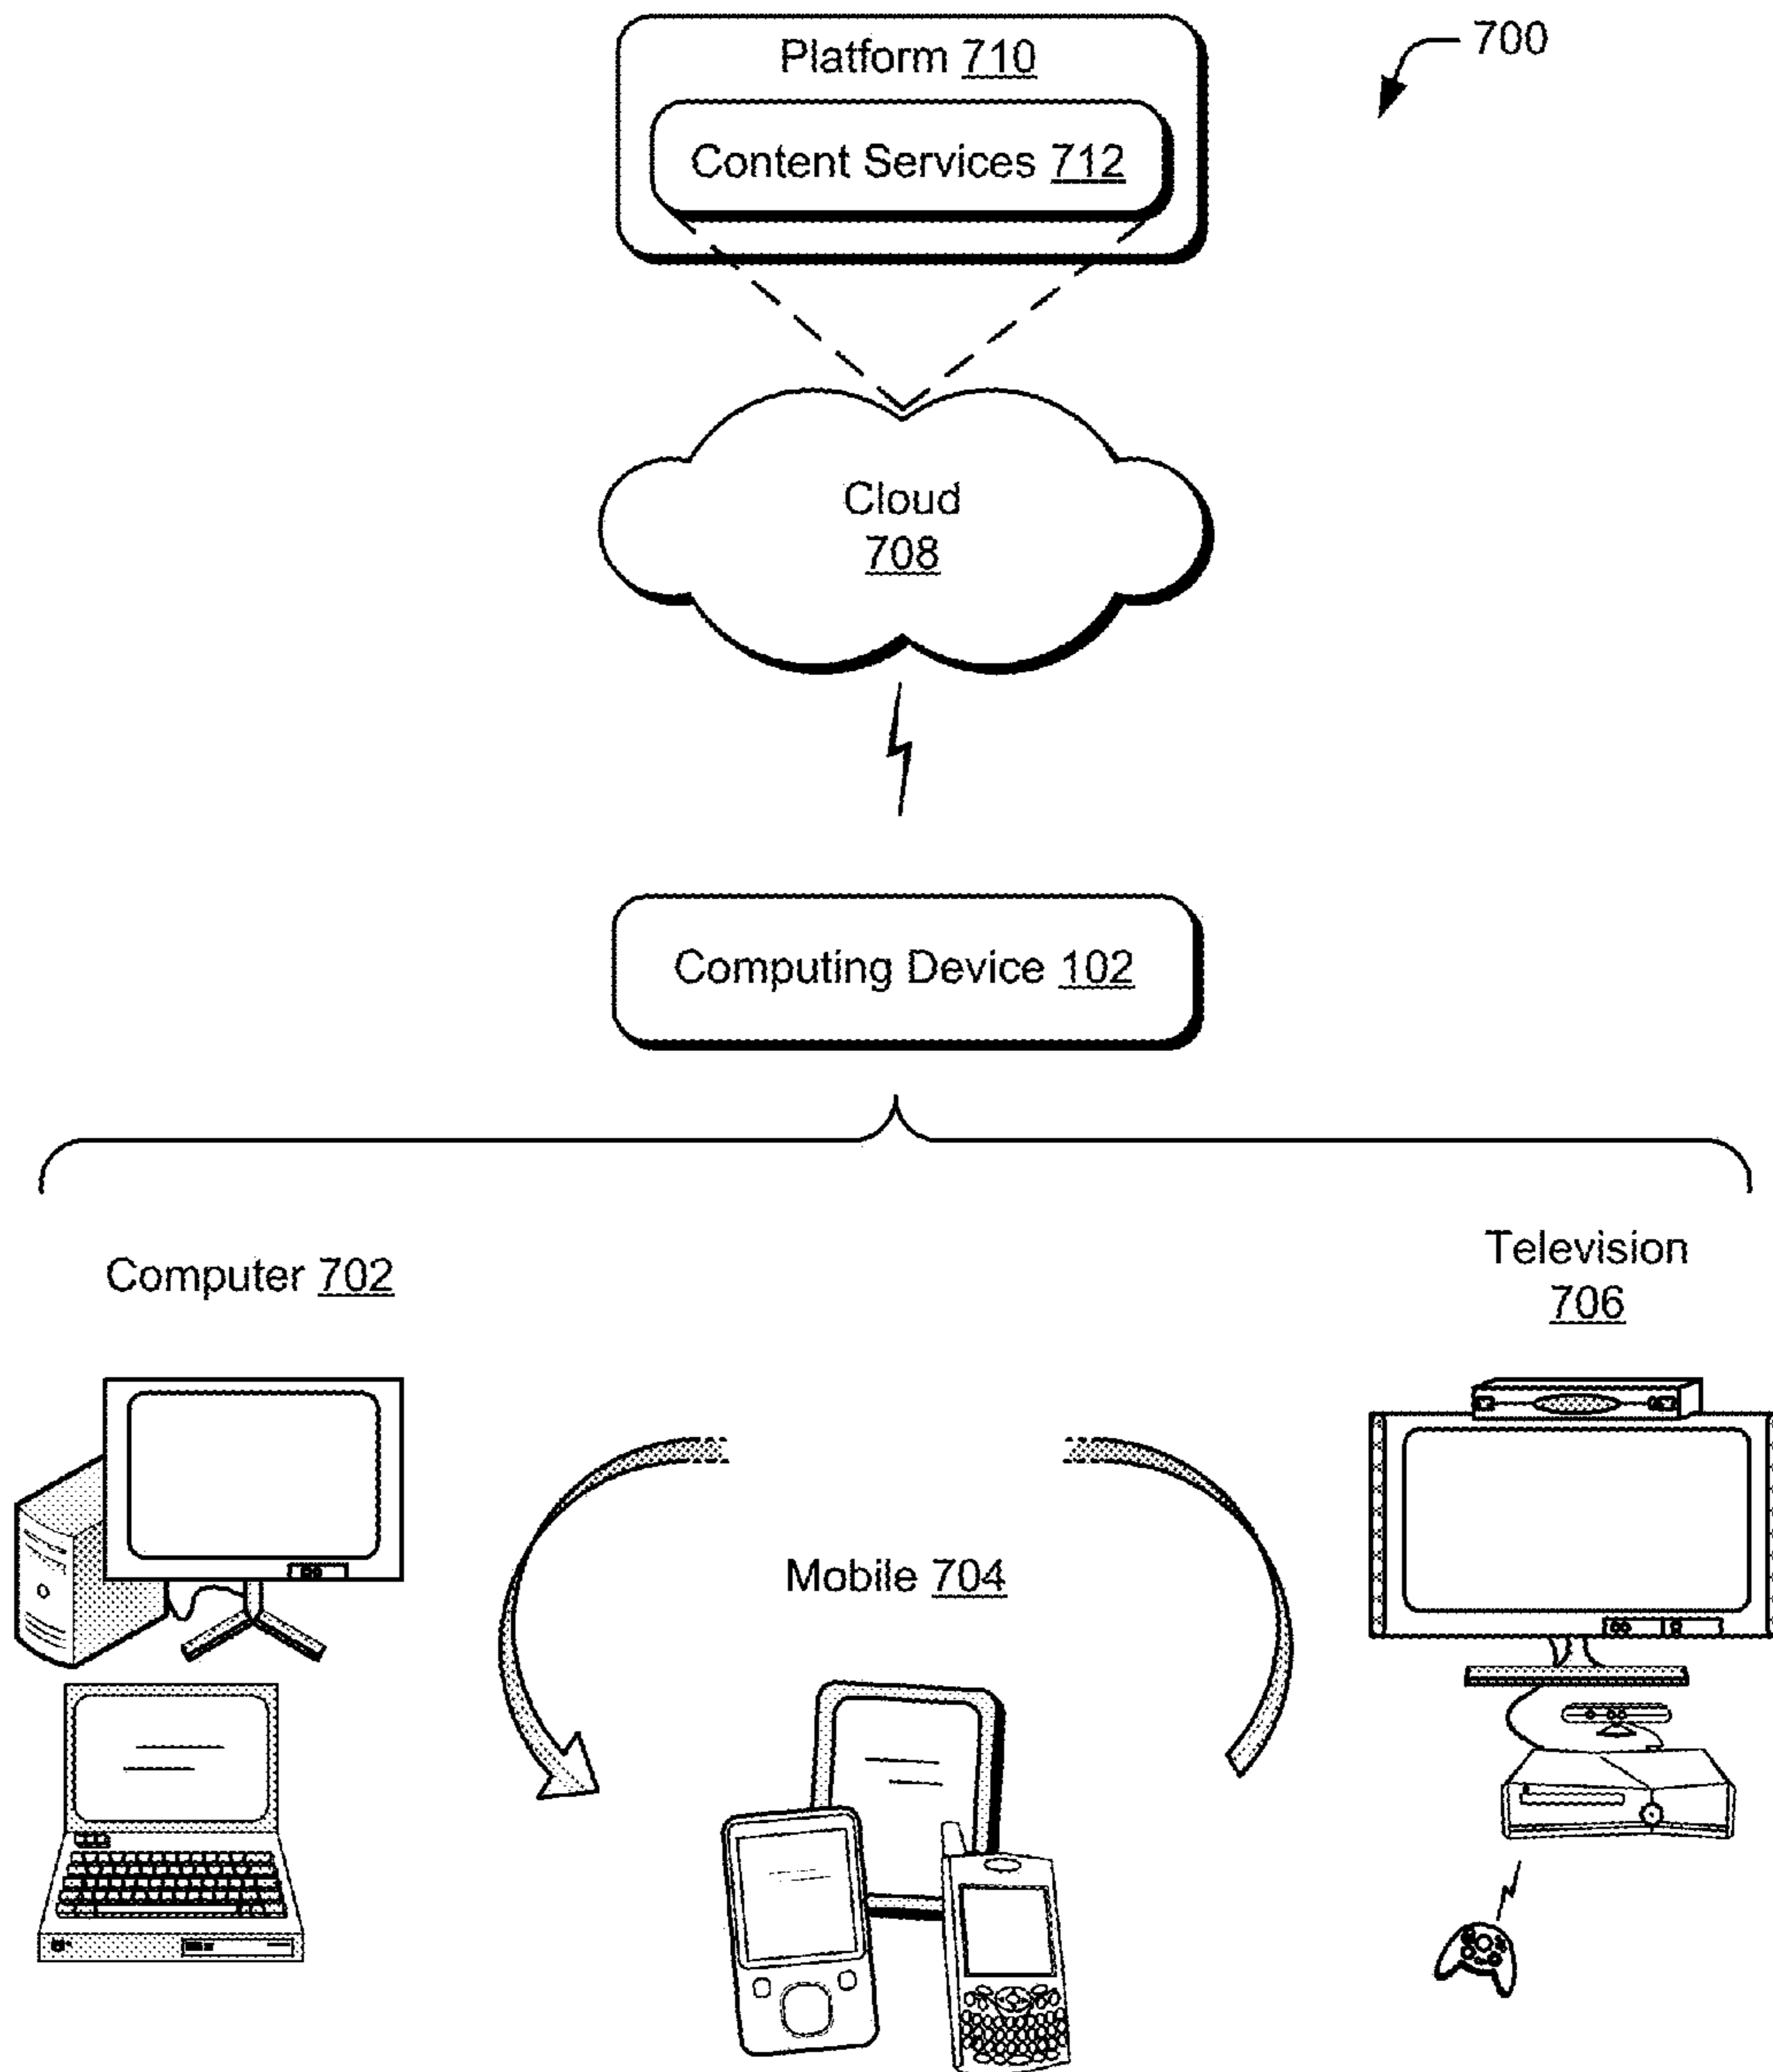 Platform 710
700
Content Services 712
Cloud
708
Computing Device 102
Computer 702
Television
706
Mobile 704